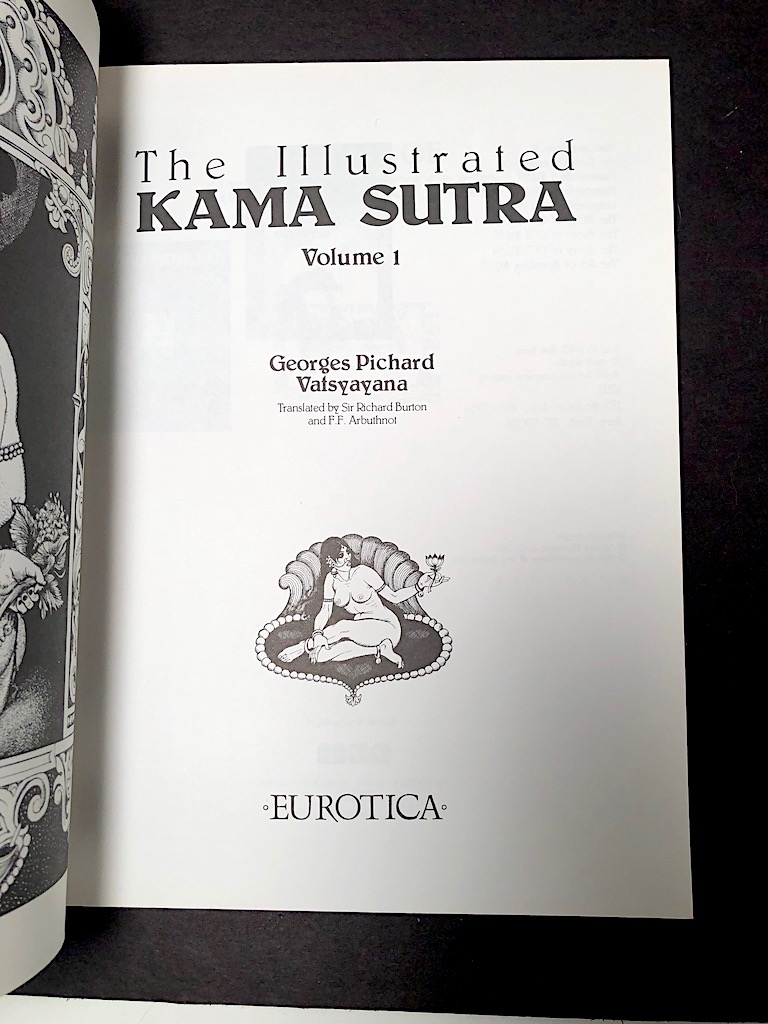 The Illustrated
KAMA SUTRA
Volume 1
Georges Pichard
Vatsyayana
Translated by Sir Richard Burton
and F.F. Arbuthnot
·EUROTICA·